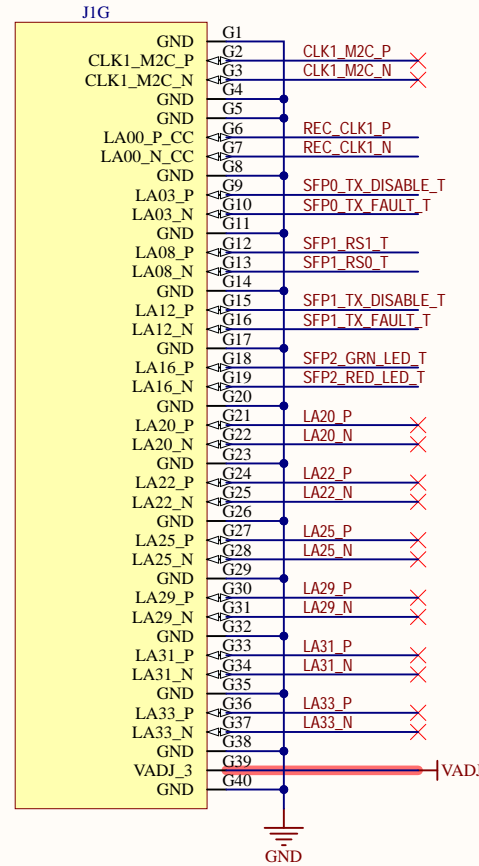 J1G
GND G1
CLK1_M2C_P G2 CLK1_M2C_P
CLK1_M2C_N G3 CLK1_M2C_N
GND G4
GND G5
LA00_P_CC G6 REC_CLK1_P
LA00_N_CC G7 REC_CLK1_N
GND G8
LA03_P G9 SFP0_TX_DISABLE_T
LA03_N G10 SFP0_TX_FAULT_T
GND G11
LA08_P G12 SFP1_RS1_T
LA08_N G13 SFP1_RS0_T
GND G14
LA12_P G15 SFP1_TX_DISABLE_T
LA12_N G16 SFP1_TX_FAULT_T
GND G17
LA16_P G18 SFP2_GRN_LED_T
LA16_N G19 SFP2_RED_LED_T
GND G20
LA20_P G21 LA20_P
LA20_N G22 LA20_N
GND G23
LA22_P G24 LA22_P
LA22_N G25 LA22_N
GND G26
LA25_P G27 LA25_P
LA25_N G28 LA25_N
GND G29
LA29_P G30 LA29_P
LA29_N G31 LA29_N
GND G32
LA31_P G33 LA31_P
LA31_N G34 LA31_N
GND G35
LA33_P G36 LA33_P
LA33_N G37 LA33_N
GND G38
VADJ_3 G39 VADJ
GND G40
GND